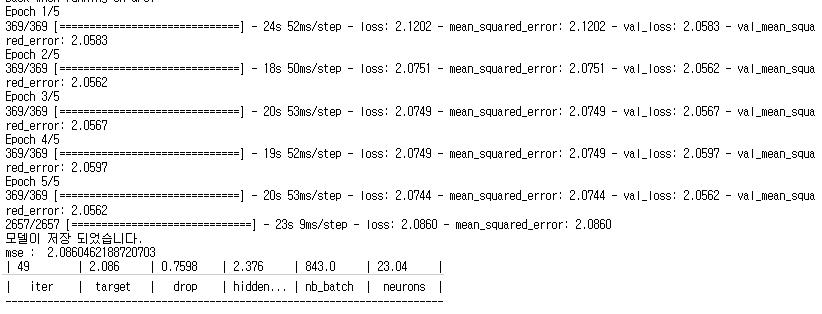 Epoch 1/5
369/369 [==============================] - 24s 52ms/step - loss: 2.1202 - mean_squared_error: 2.1202 - val_loss: 2.0583 - val_mean_squa
red_error: 2.0583
Epoch 2/5
369/369 [==============================] - 18s 50ms/step - loss: 2.0751 - mean_squared_error: 2.0751 - val_loss: 2.0562 - val_mean_squa
red_error: 2.0562
Epoch 3/5
369/369 [==============================] - 20s 53ms/step - loss: 2.0749 - mean_squared_error: 2.0749 - val_loss: 2.0567 - val_mean_squa
red_error: 2.0567
Epoch 4/5
369/369 [==============================] - 19s 52ms/step - loss: 2.0749 - mean_squared_error: 2.0749 - val_loss: 2.0597 - val_mean_squa
red_error: 2.0597
Epoch 5/5
369/369 [==============================] - 20s 53ms/step - loss: 2.0744 - mean_squared_error: 2.0744 - val_loss: 2.0562 - val_mean_squa
red_error: 2.0562
2657/2657 [==============================] - 23s 9ms/step - loss: 2.0860 - mean_squared_error: 2.0860
모델이 저장 되었습니다.
mse :  2.0860462188720703
| 49 | 2.086 | 0.7598 | 2.376 | 843.0 | 23.04 |
| iter | target | drop | hidden... | nb_batch | neurons |
-------------------------------------------------------------------------